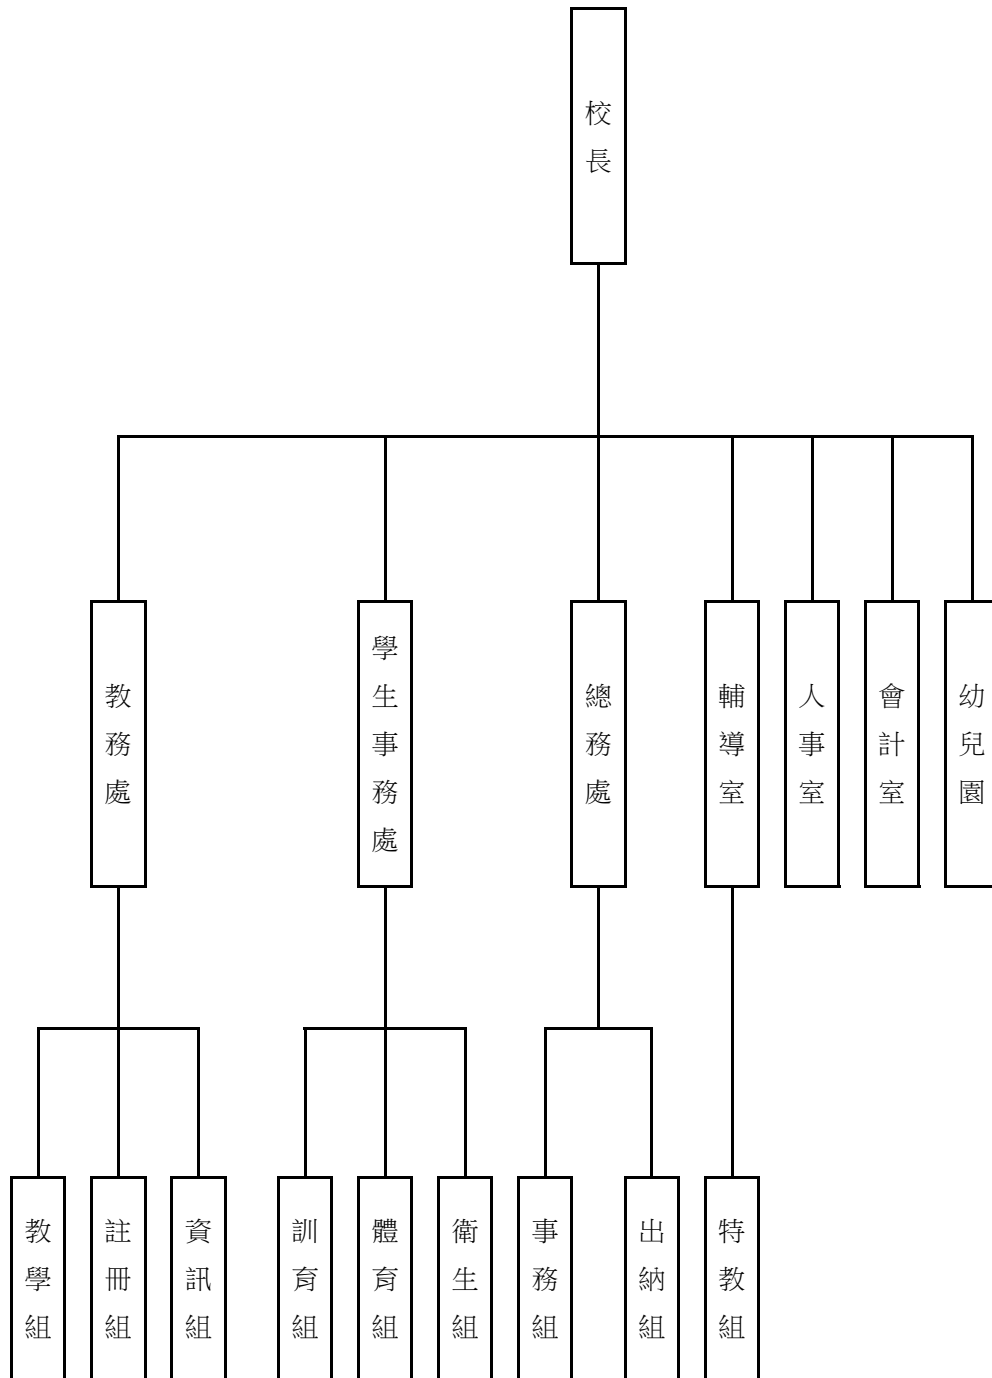 校長
教務處
學生事務處
總務處
輔導室
人事室
會計室
幼兒園
教學組
註冊組
資訊組
訓育組
體育組
衛生組
事務組
出納組
特教組